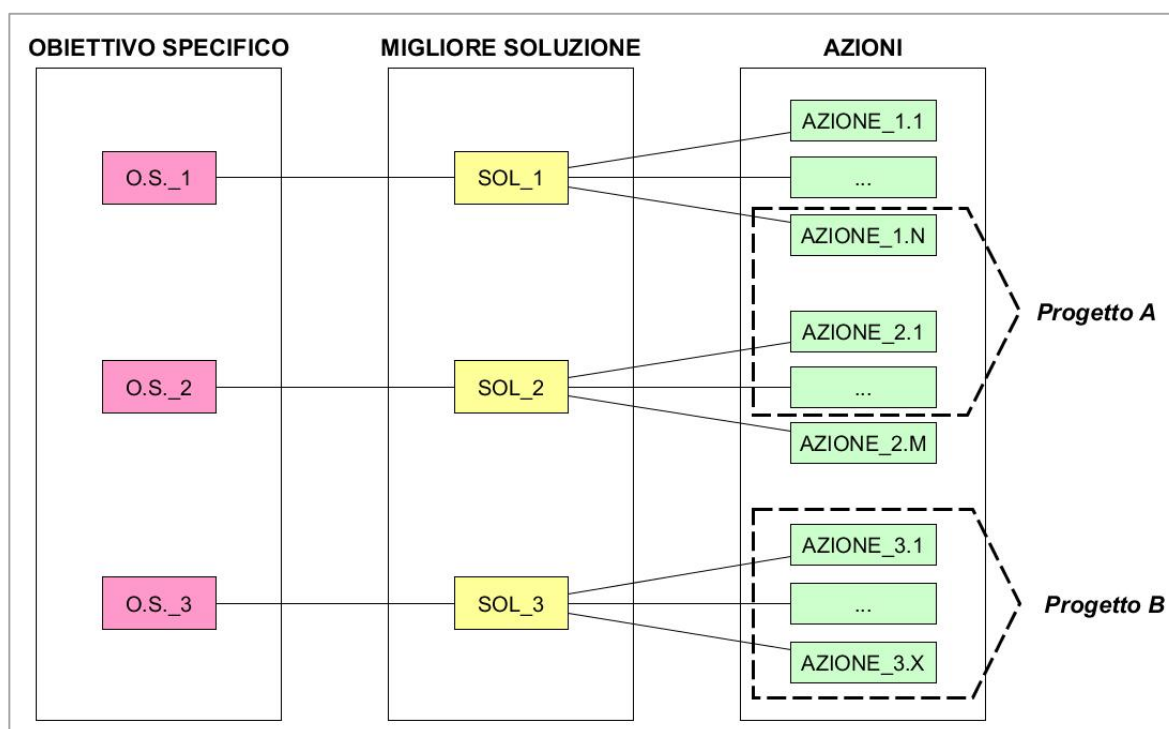 OBIETTIVO SPECIFICO
MIGLIORE SOLUZIONE
AZIONI
O.S._1
SOL_1
AZIONE_1.1
...
AZIONE_1.N
Progetto A
O.S._2
SOL_2
AZIONE_2.1
...
AZIONE_2.M
O.S._3
SOL_3
AZIONE_3.1
...
AZIONE_3.X
Progetto B